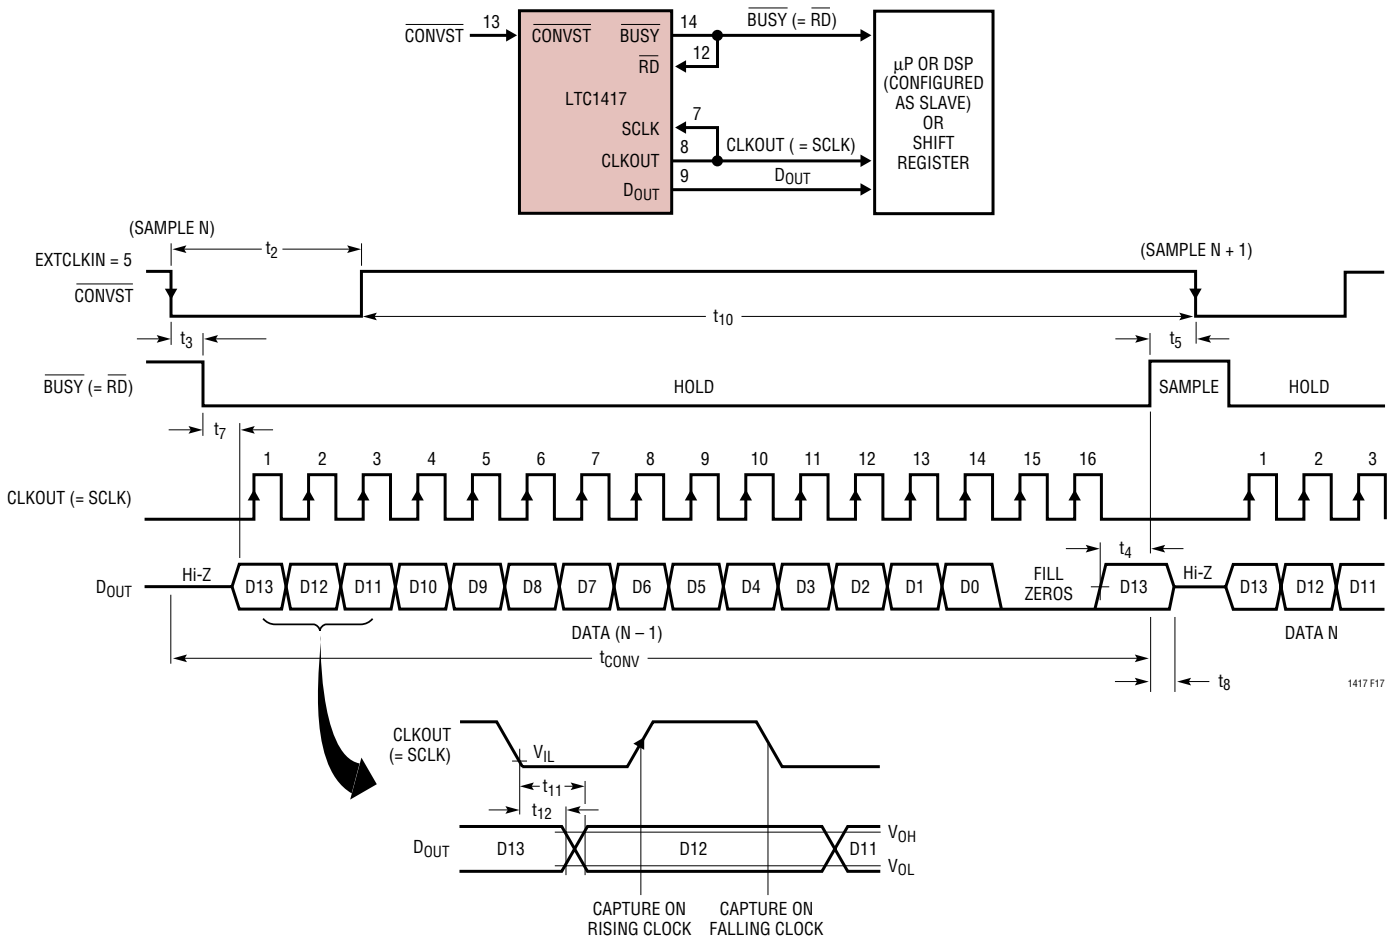 CONVST
13
CONVST
BUSY
14
BUSY (= RD)
RD
12
LTC1417
SCLK
7
CLKOUT
8
CLKOUT ( = SCLK)
DOUT
9
DOUT
µP OR DSP
(CONFIGURED
AS SLAVE)
OR
SHIFT
REGISTER
(SAMPLE N)
t2
(SAMPLE N + 1)
EXTCLKIN = 5
CONVST
t10
t3
t5
BUSY (= RD)
HOLD
SAMPLE
HOLD
t7
1 2 3 4 5 6 7 8 9 10 11 12 13 14 15 16 1 2 3
CLKOUT (= SCLK)
t4
DOUT
Hi-Z
D13 D12 D11 D10 D9 D8 D7 D6 D5 D4 D3 D2 D1 D0
FILL
ZEROS
D13
Hi-Z
D13 D12 D11
DATA (N – 1)
DATA N
tCONV
t8
1417 F17
CLKOUT
(= SCLK)
VIL
t11
t12
DOUT
D13
D12
D11
VOH
VOL
CAPTURE ON
RISING CLOCK
CAPTURE ON
FALLING CLOCK